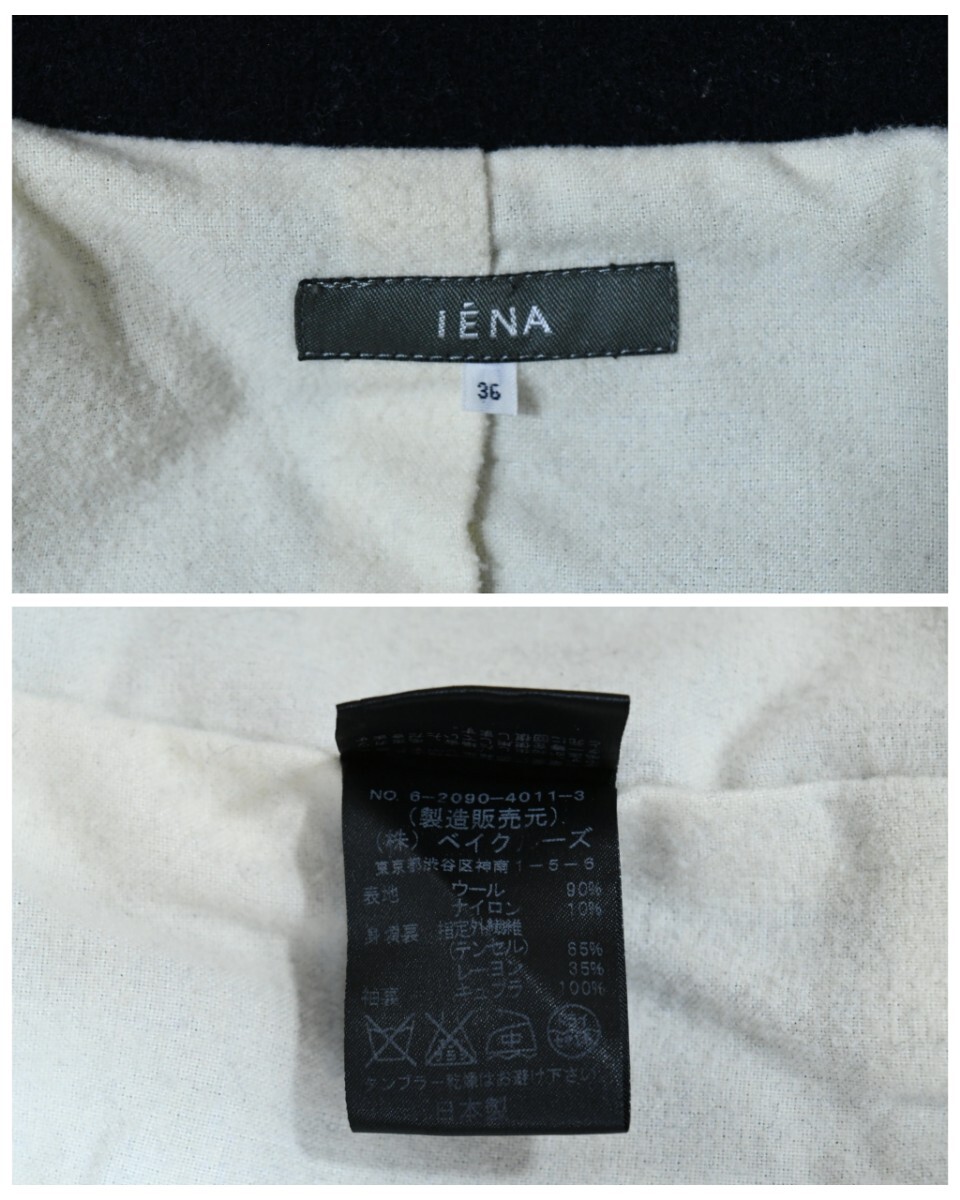 IÉNA
36
NO. 6-2090-4011-3
(製造販売元)
(株) ベイク ーズ
東京都渋谷区神南1-5-6
表地 ウール 90%
ナイロン 10%
身頃裏 指定外繊維
(テンセル) 65%
レーヨン 35%
袖裏 キュプラ 100%
中
タンブラー乾燥はお避け下さい
日本製